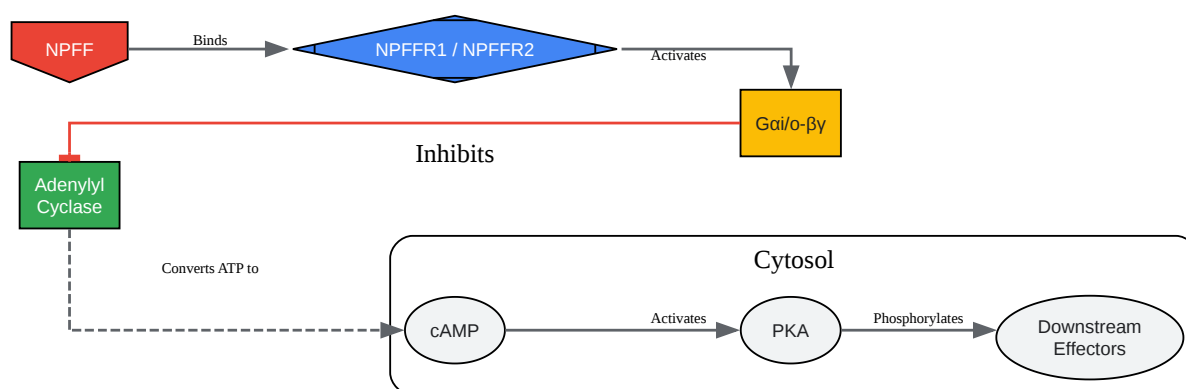 NPFF
Binds
NPFFR1 / NPFFR2
Activates
Gαi/o-βγ
Inhibits
Adenylyl
Cyclase
Converts ATP to
Cytosol
cAMP
Activates
PKA
Phosphorylates
Downstream
Effectors